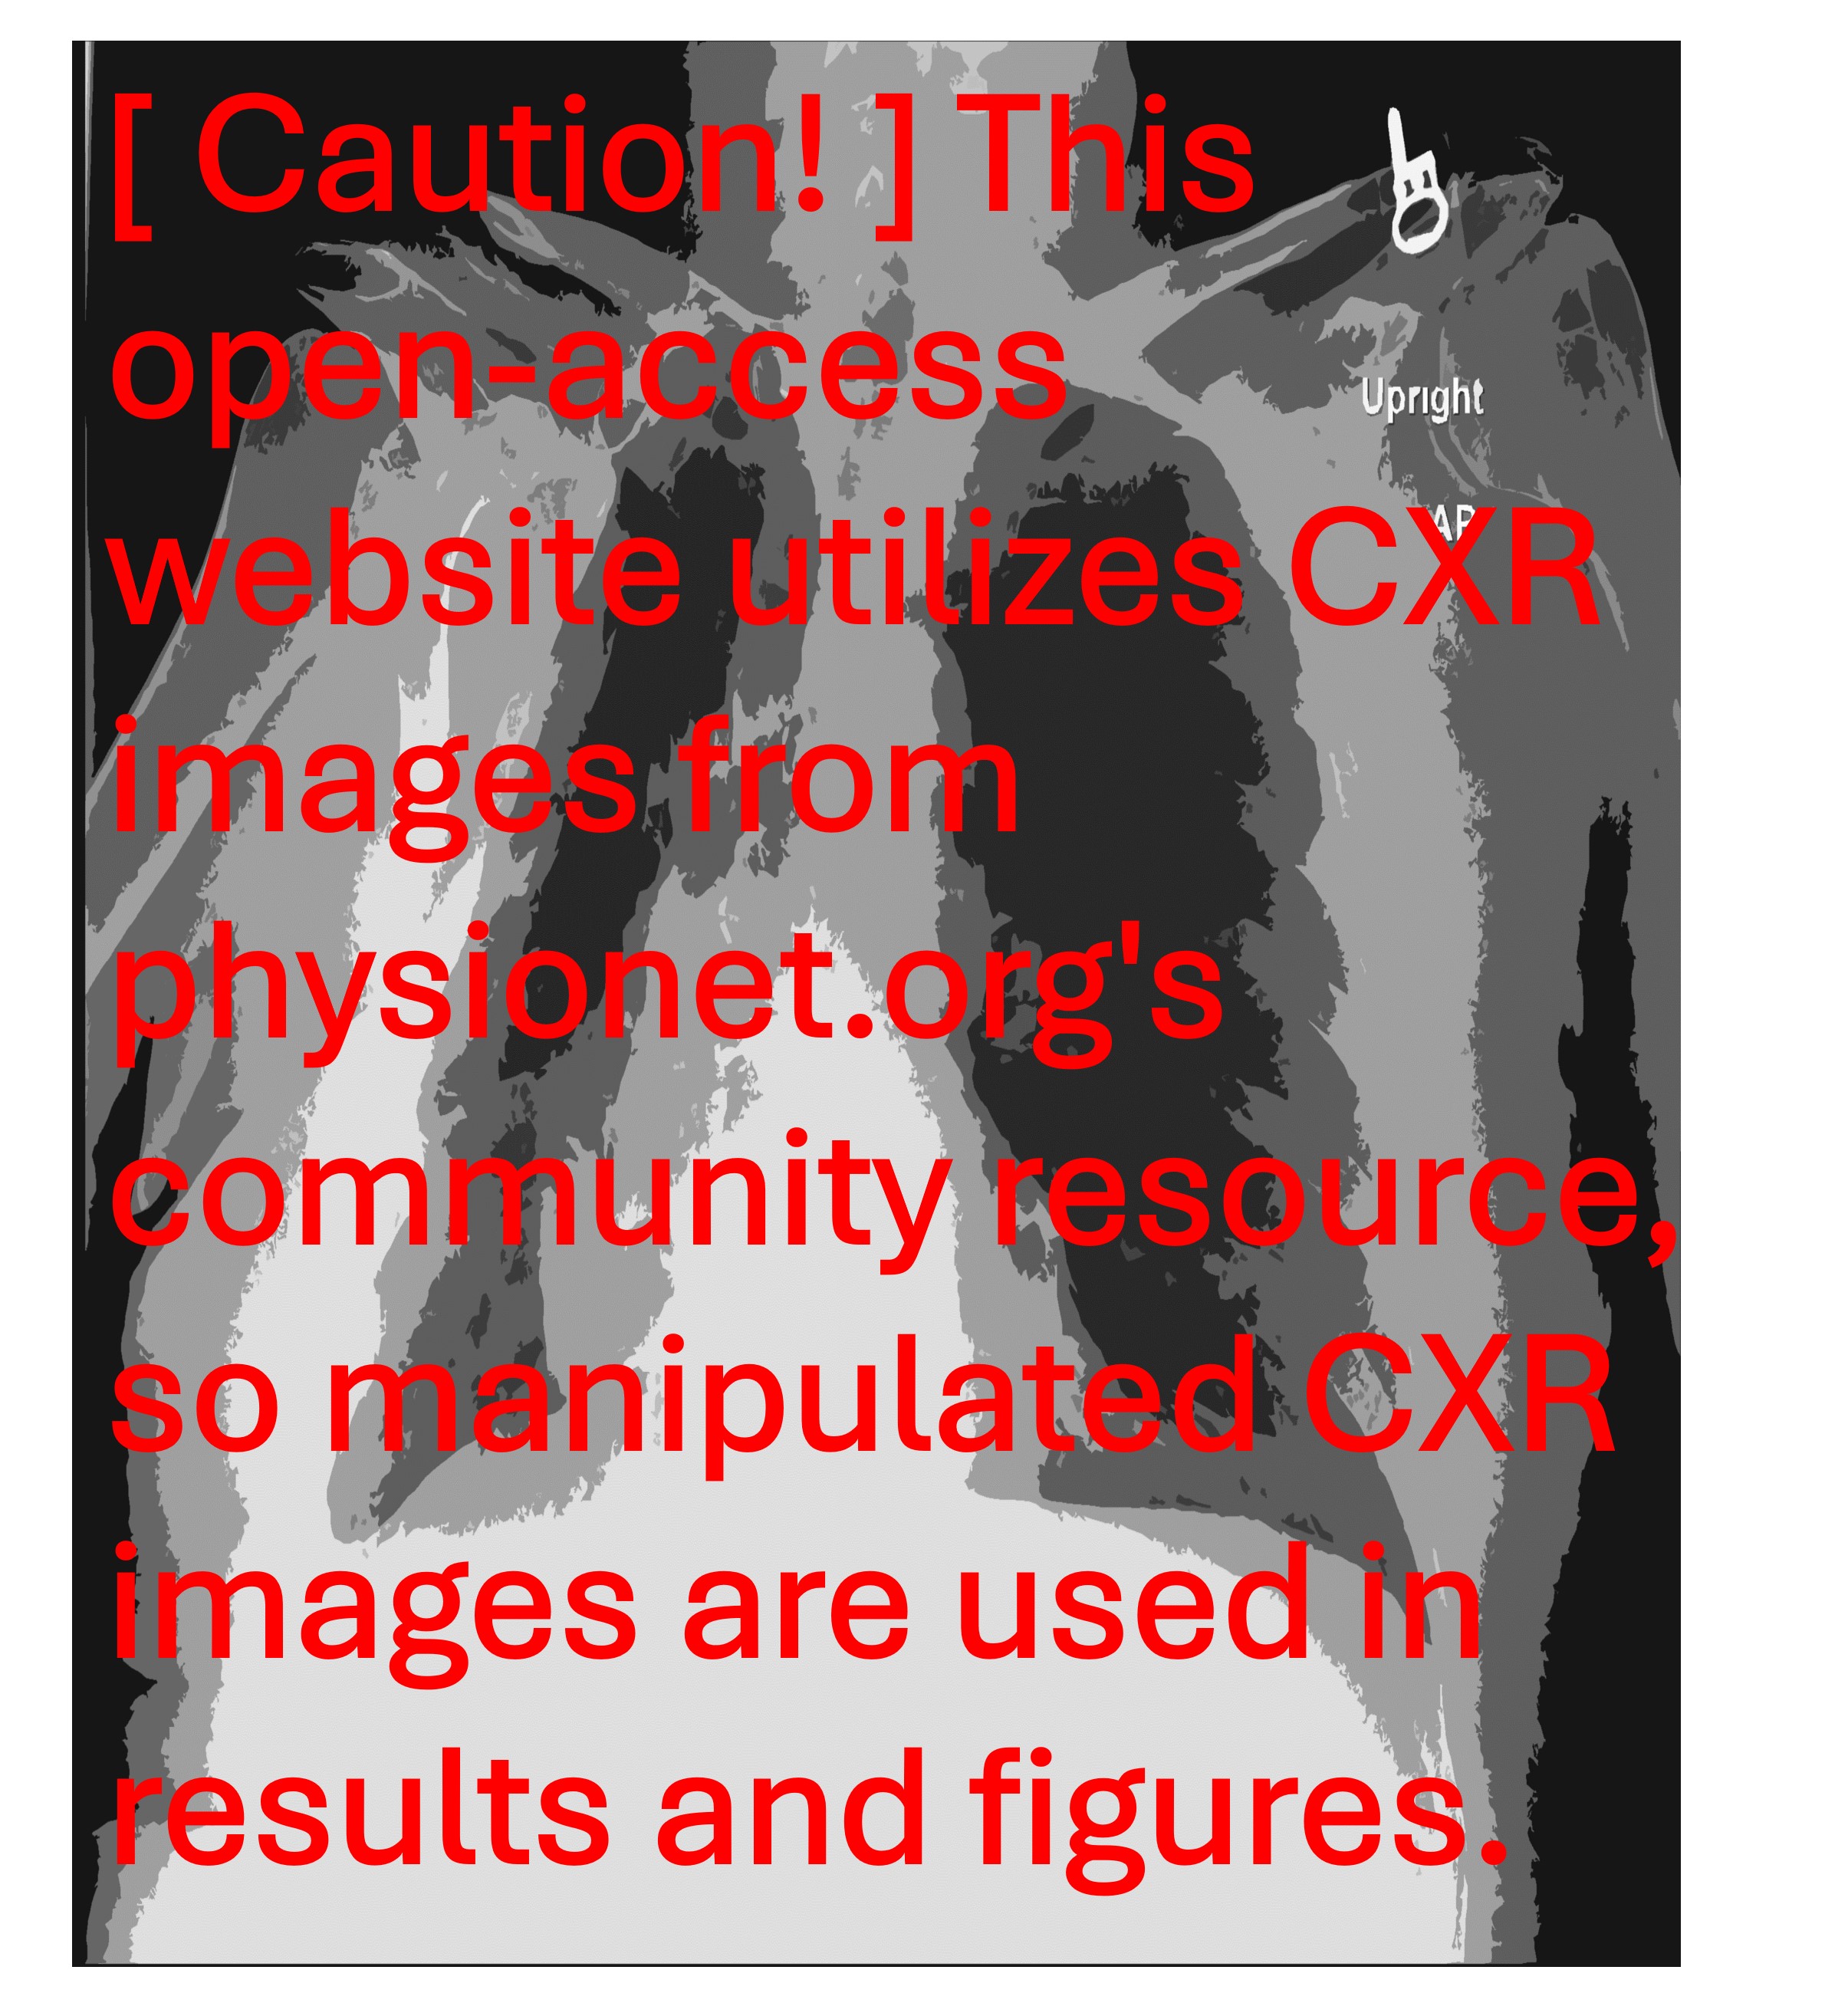 [ Caution! ] This
open-access
Upright
AP
website utilizes CXR
images from
physionet.org's
community resource,
so manipulated CXR
images are used in
results and figures.